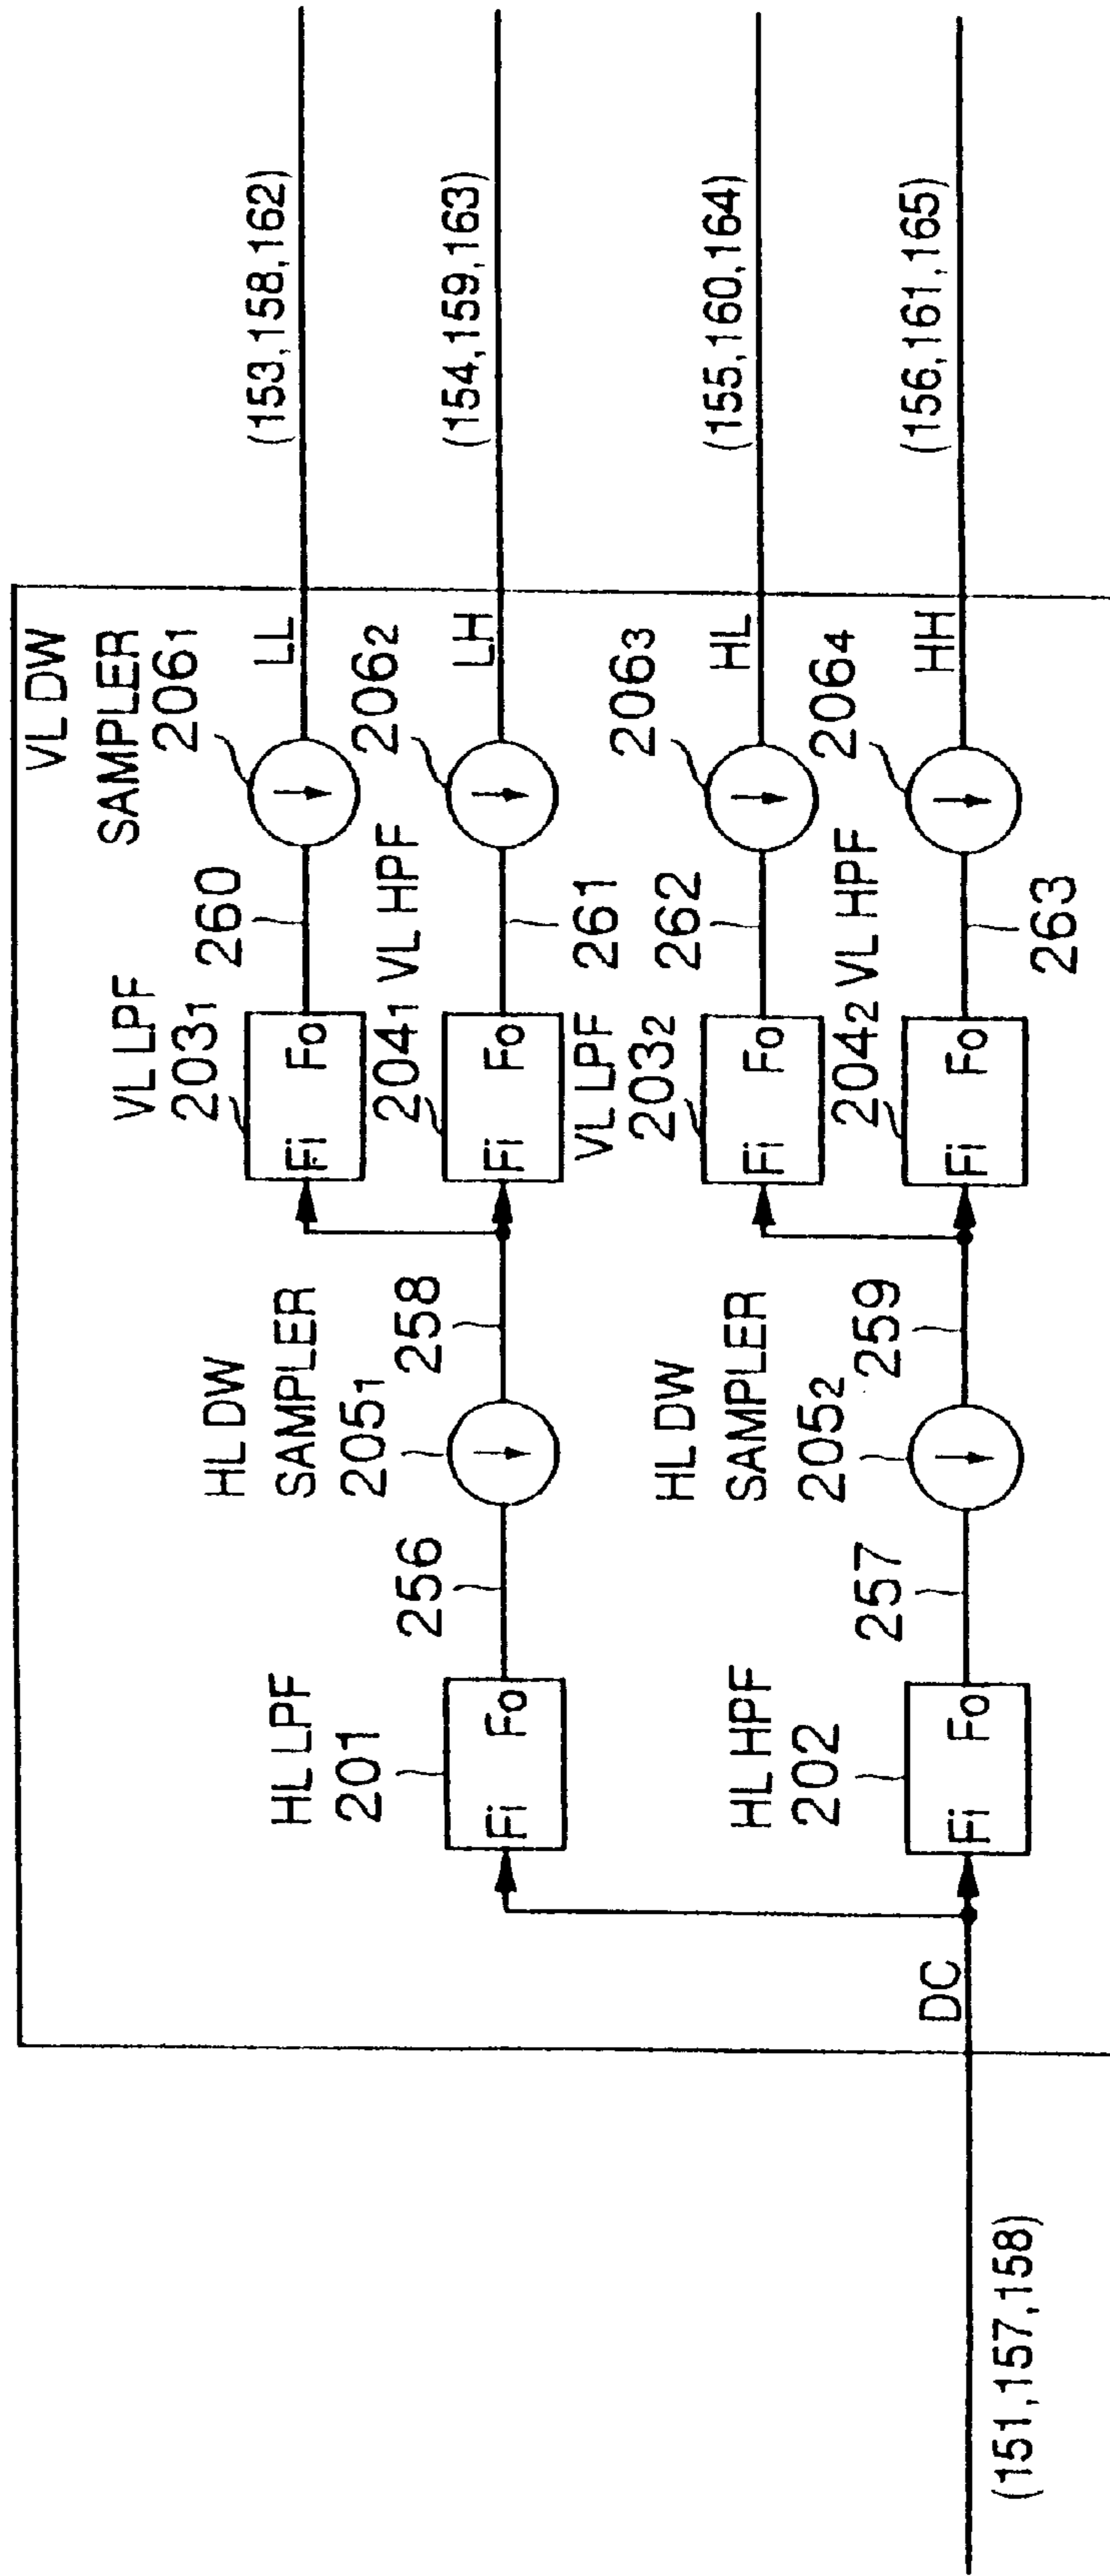 VL DW
SAMPLER
2061
LL
(153,158,162)
VL LPF
2031
260
Fi Fo
2062
LH
(154,159,163)
HL LPF
201
Fi Fo
256
HL DW
SAMPLER
2051
258
2041 VL HPF
Fi Fo
261
2063
HL
(155,160,164)
VL LPF
2032
262
Fi Fo
2064
HH
(156,161,165)
HL HPF
202
Fi Fo
257
HL DW
SAMPLER
2052
259
2042 VL HPF
Fi Fo
263
DC
(151,157,158)